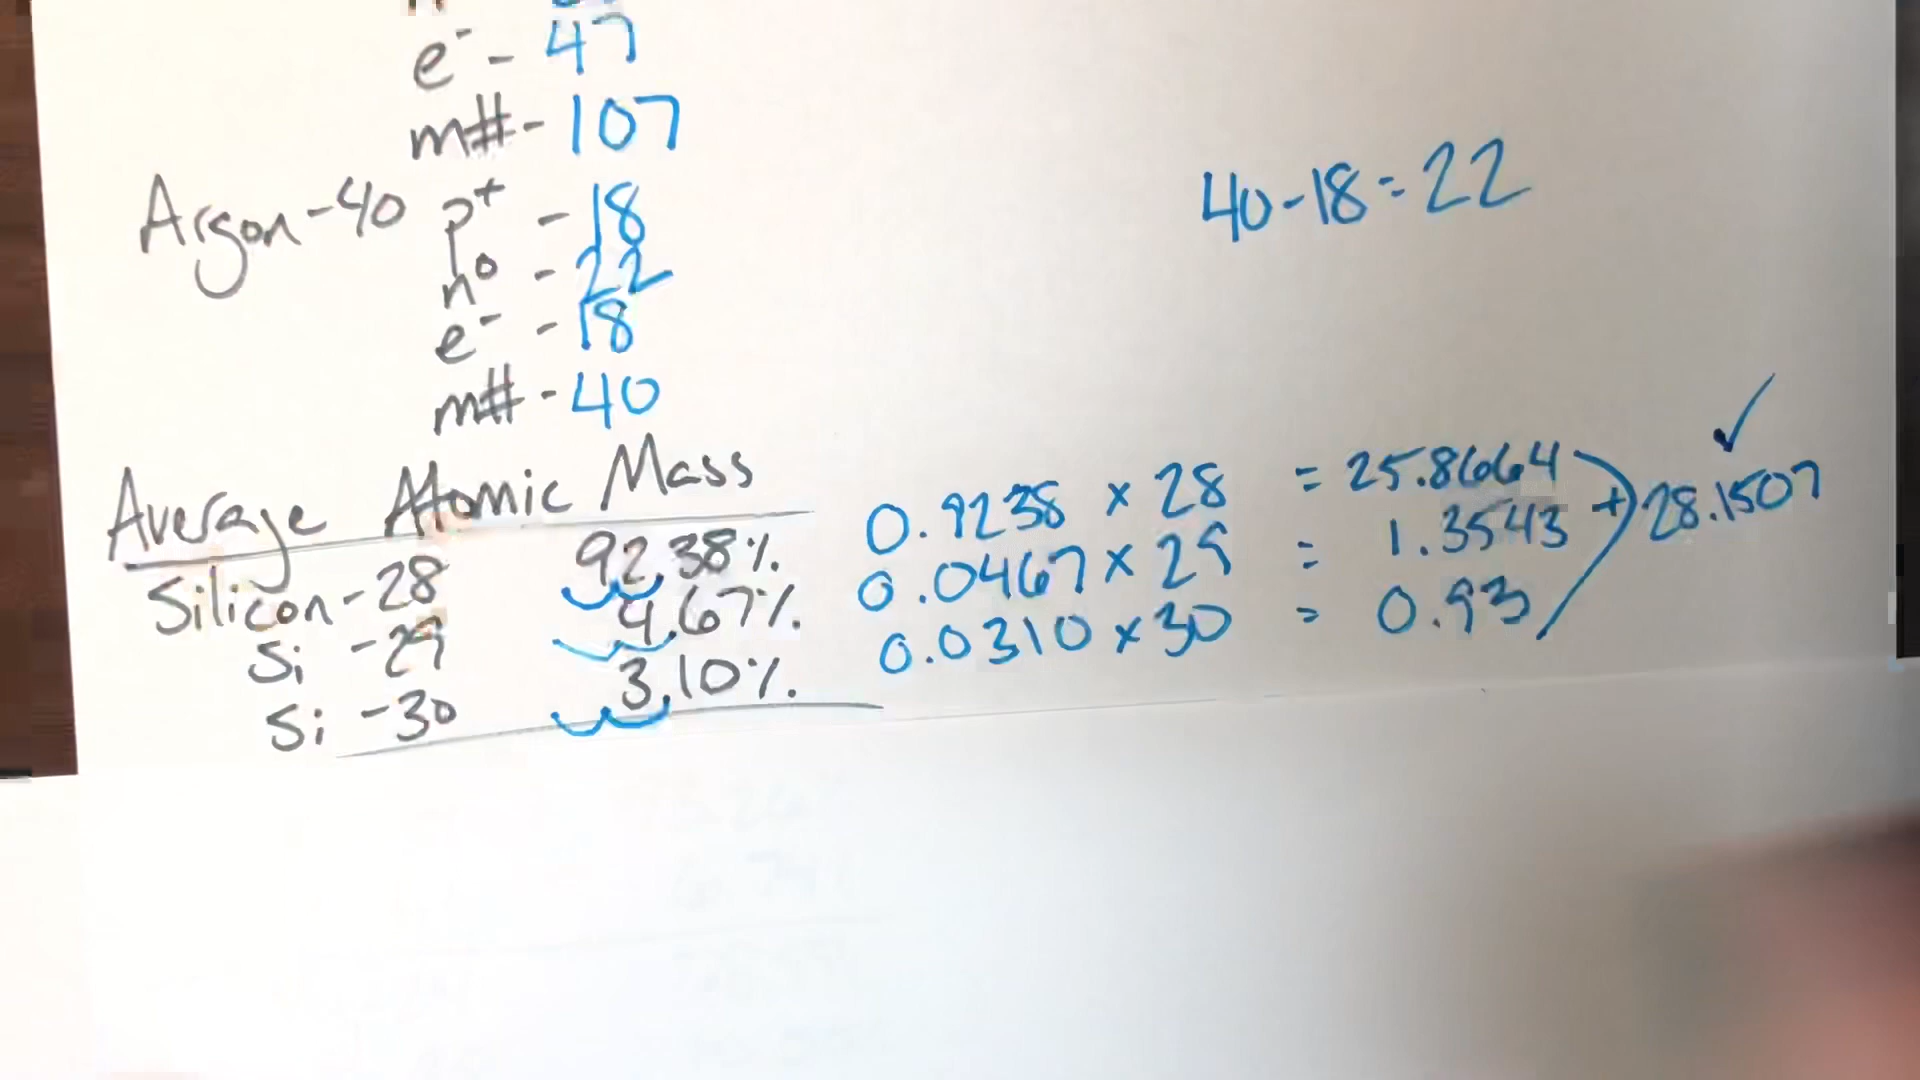 e⁻ - 47
m# - 107
Argon-40 p⁺ - 18
40-18=22
n⁰ - 22
e⁻ - 18
m# - 40
Average Atomic Mass
Silicon-28 92.38% 0.9238 x 28 = 25.8664
Si -29 4.67% 0.0467 x 29 = 1.3543 + 28.1507 ✓
Si -30 3.10% 0.0310 x 30 = 0.93